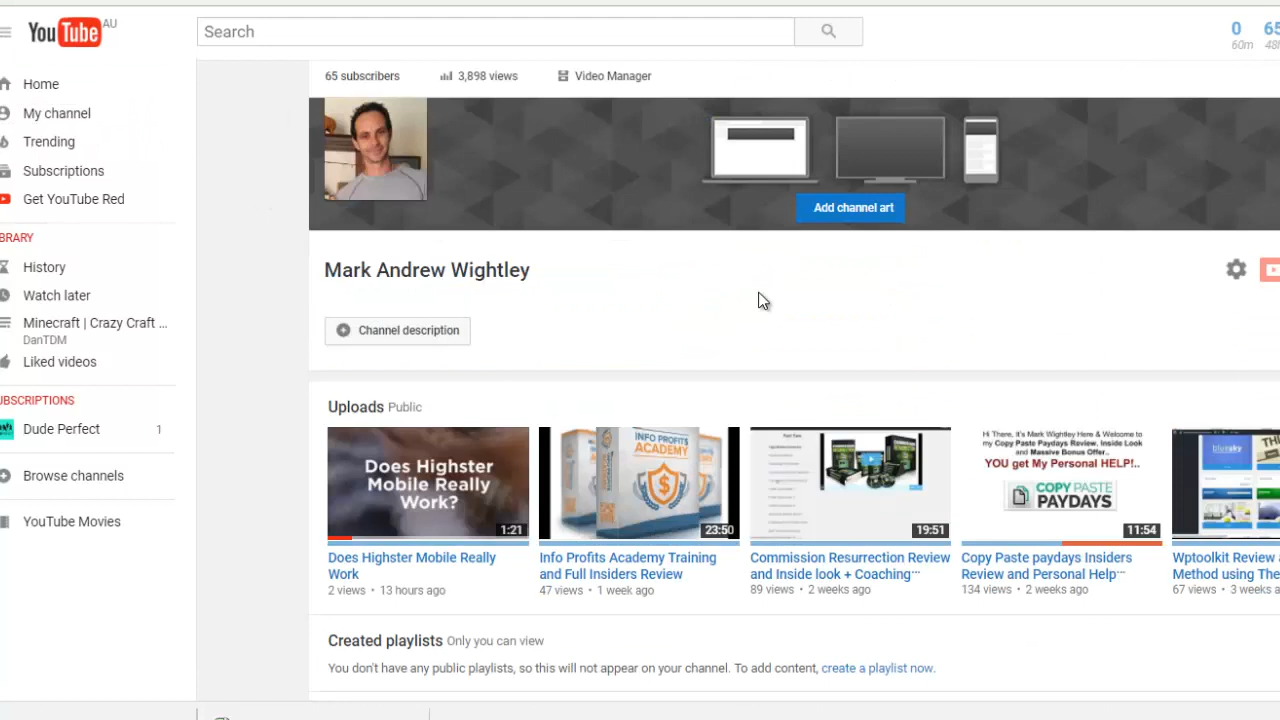 YouTube AU
Search
0 65
60m 48h
Home
My channel
Trending
Subscriptions
Get YouTube Red
IBRARY
History
Watch later
Minecraft | Crazy Craft ...
DanTDM
Liked videos
UBSCRIPTIONS
Dude Perfect 1
Browse channels
YouTube Movies
65 subscribers 3,898 views Video Manager
Add channel art
Mark Andrew Wightley
Channel description
Uploads Public
Does Highster
Mobile Really
Work?
1:21
Does Highster Mobile Really
Work
2 views • 13 hours ago
INFO PROFITS
ACADEMY
23:50
Info Profits Academy Training
and Full Insiders Review
47 views • 1 week ago
19:51
Commission Resurrection Review
and Inside look + Coaching...
89 views • 2 weeks ago
Hi There, it's Mark Wightley Here & Welcome to
my Copy Paste Paydays Review. Inside Look
and Massive Bonus Offer..
YOU get My Personal HELP!..
COPY PASTE
PAYDAYS
11:54
Copy Paste paydays Insiders
Review and Personal Help...
134 views • 2 weeks ago
bluesky
Wptoolkit Review
Method using The
67 views • 3 weeks
Created playlists Only you can view
You don't have any public playlists, so this will not appear on your channel. To add content, create a playlist now.